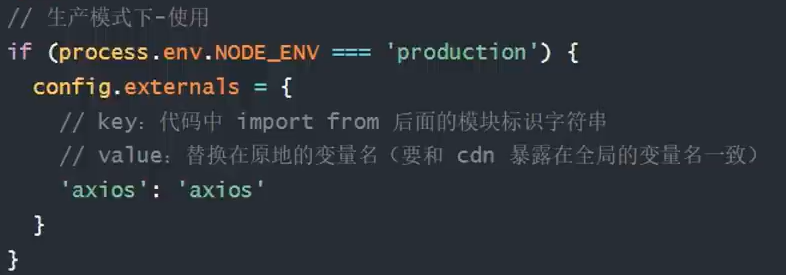 // 生产模式下-使用
if (process.env.NODE_ENV === 'production') {
  config.externals = {
    // key：代码中 import from 后面的模块标识字符串
    // value：替换在原地的变量名（要和 cdn 暴露在全局的变量名一致）
    'axios': 'axios'
  }
}